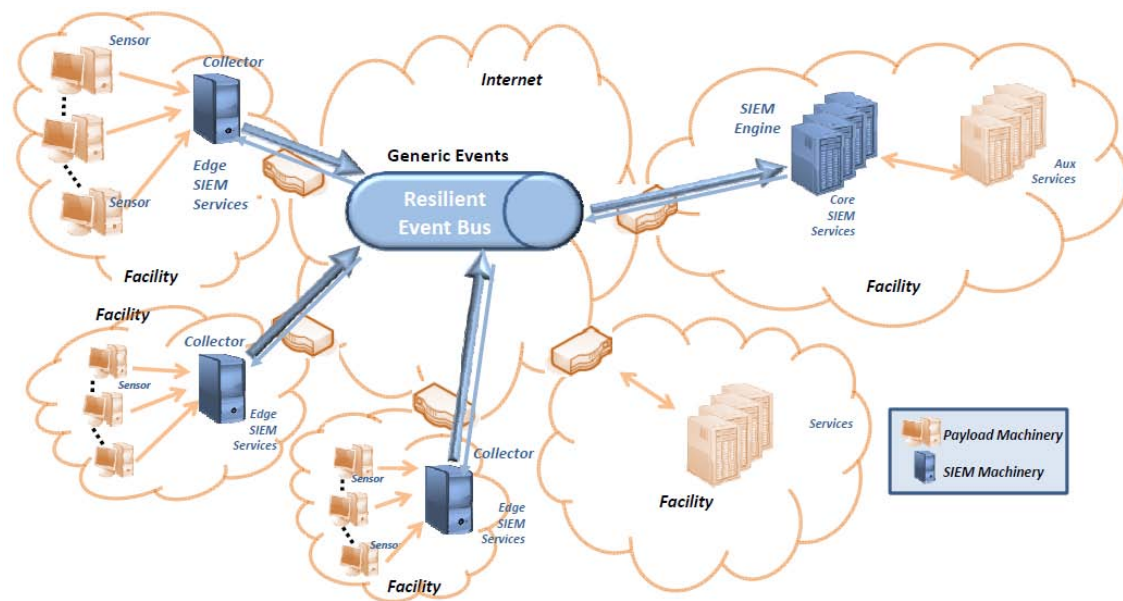 Sensor
Collector
Sensor
Edge
SIEM
Services
Facility
Internet
Generic Events
Resilient
Event Bus
SIEM
Engine
Core
SIEM
Services
Aux
Services
Facility
Facility
Collector
Sensor
Edge
SIEM
Services
Collector
Sensor
Senso
Edge
SIEM
Services
Facility
Services
Facility
Payload Machinery
SIEM Machinery